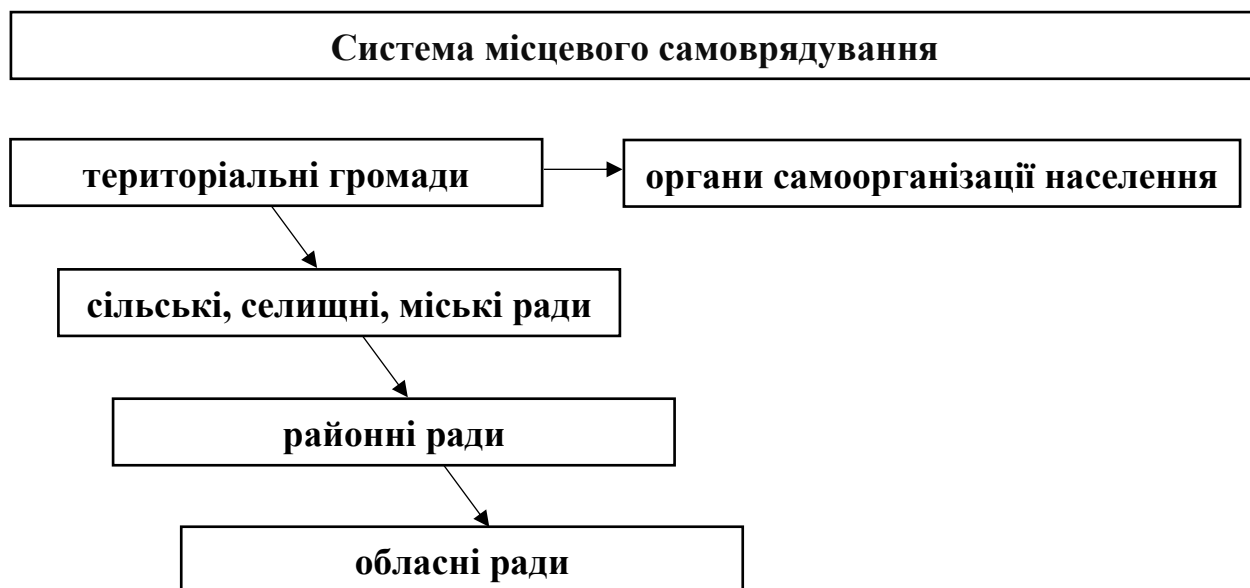 Система місцевого самоврядування
територіальні громади
органи самоорганізації населення
сільські, селищні, міські ради
районні ради
обласні ради